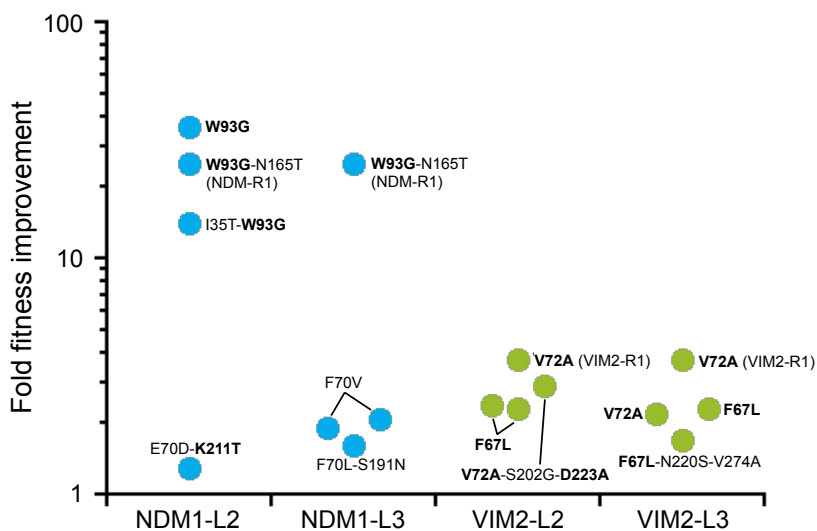 100
10
1
Fold fitness improvement
W93G
W93G-N165T
(NDM-R1)
I35T-W93G
E70D-K211T
W93G-N165T
(NDM-R1)
F70V
F70L-S191N
V72A (VIM2-R1)
F67L
V72A-S202G-D223A
V72A (VIM2-R1)
V72A
F67L
F67L-N220S-V274A
NDM1-L2
NDM1-L3
VIM2-L2
VIM2-L3